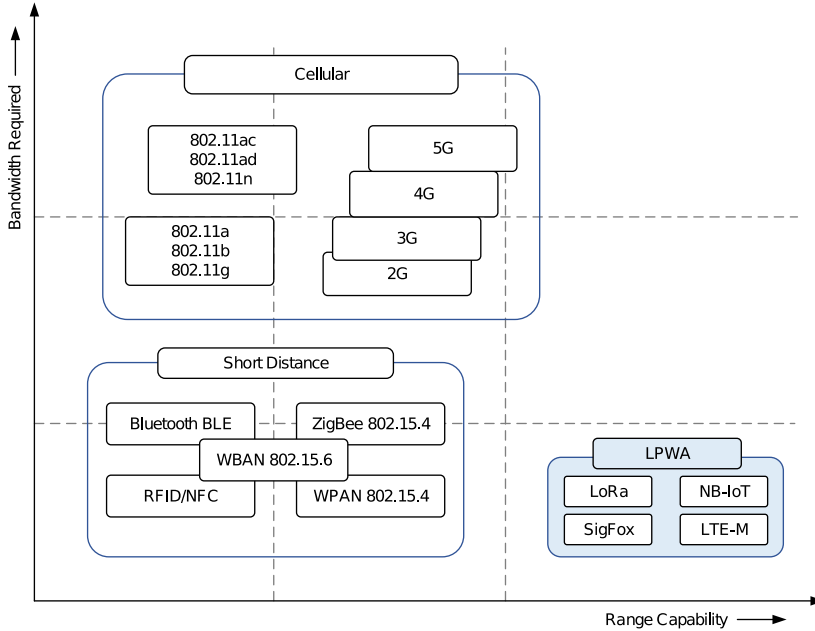 Bandwidth Required
Cellular
802.11ac
802.11ad
802.11n
5G
4G
802.11a
802.11b
802.11g
3G
2G
Short Distance
Bluetooth BLE
ZigBee 802.15.4
WBAN 802.15.6
RFID/NFC
WPAN 802.15.4
LPWA
LoRa
NB-IoT
SigFox
LTE-M
Range Capability